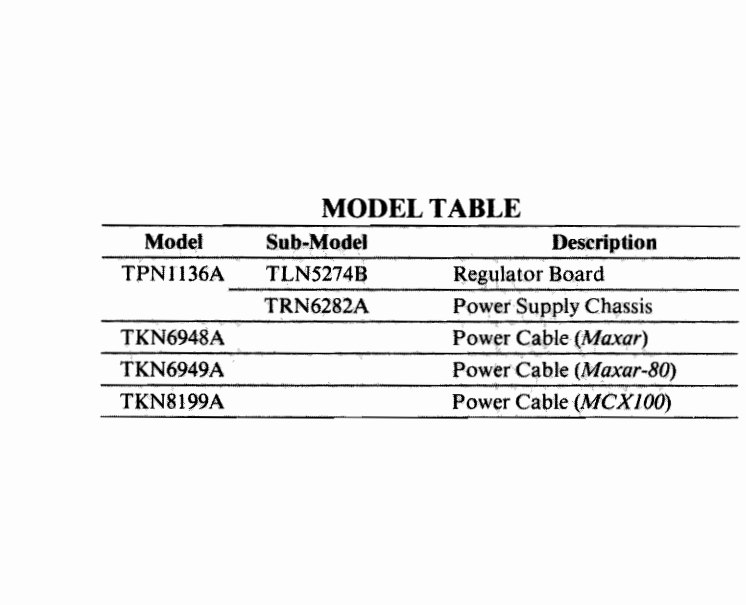 MODEL TABLE
Model Sub-Model Description
TPN1136A TLN5274B Regulator Board
TRN6282A Power Supply Chassis
TKN6948A Power Cable (Maxar)
TKN6949A Power Cable (Maxar-80)
TKN8199A Power Cable (MCX100)